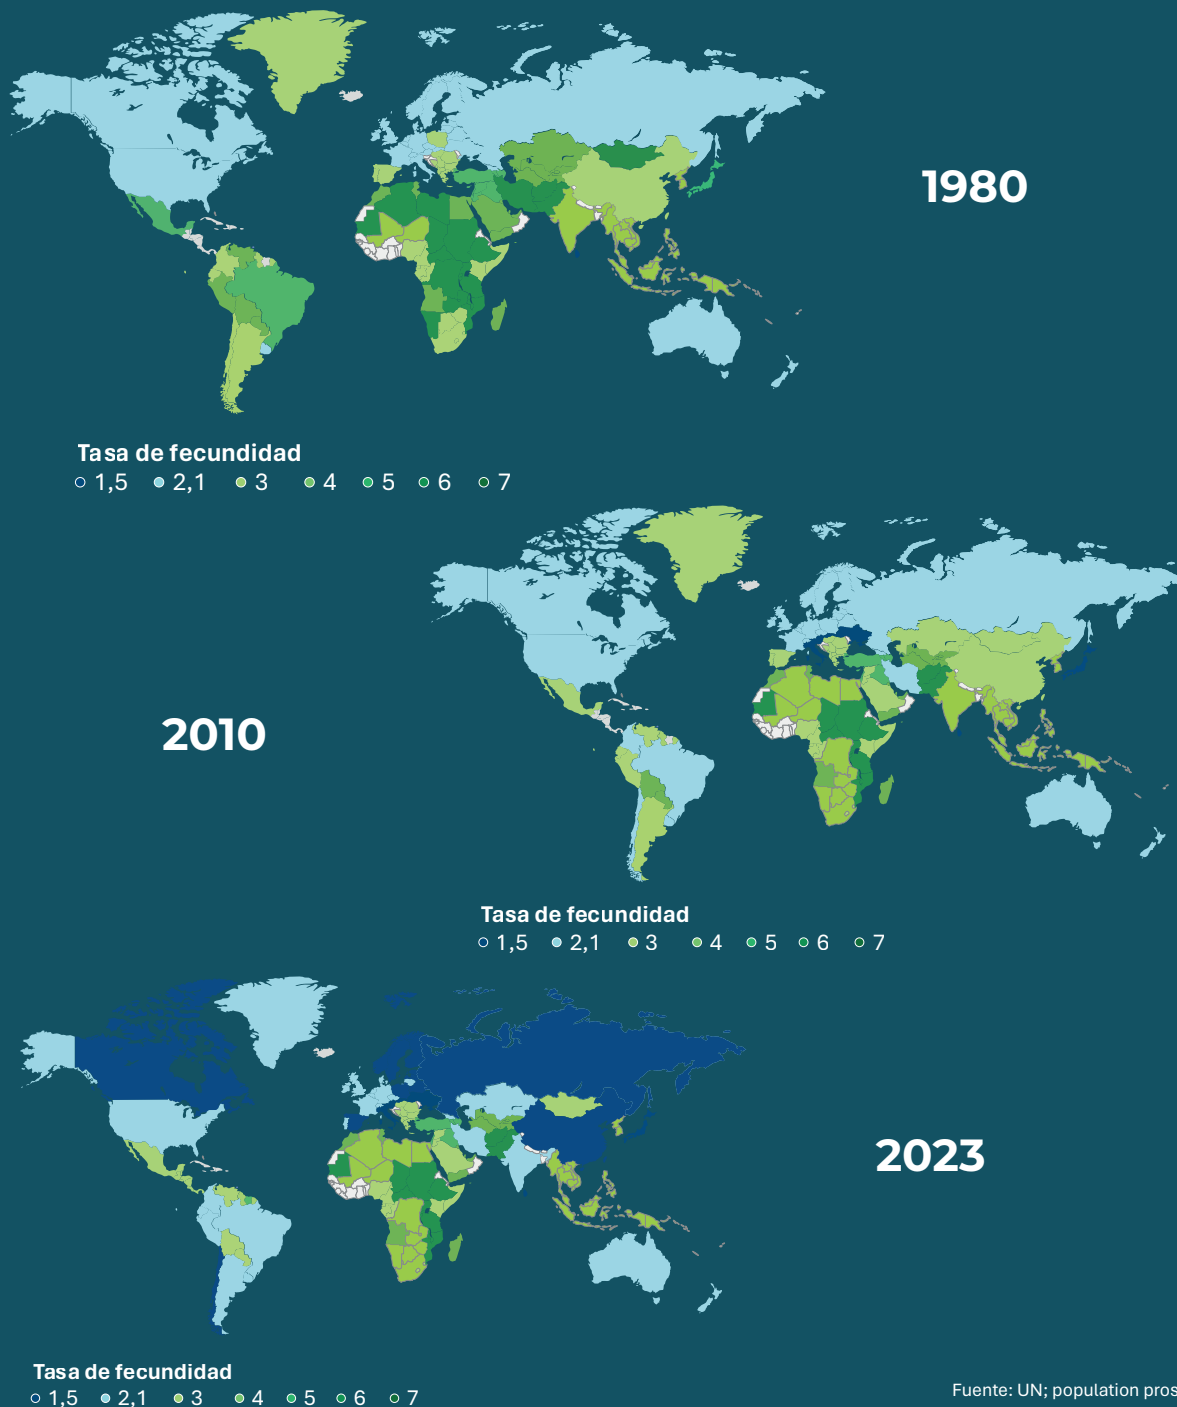 1980
Tasa de fecundidad
1,5 2,1 3 4 5 6 7
2010
Tasa de fecundidad
1,5 2,1 3 4 5 6 7
2023
Tasa de fecundidad
1,5 2,1 3 4 5 6 7
Fuente: UN; population pros